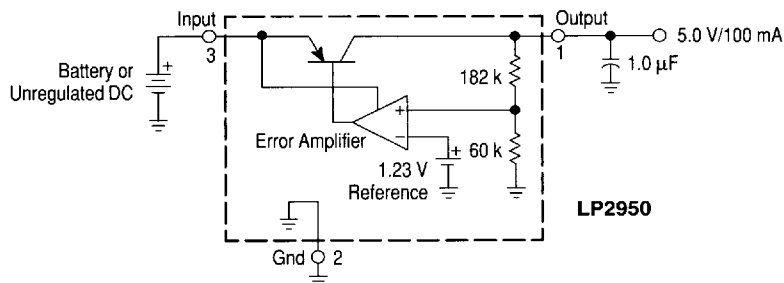 Input
3
Output
1
5.0 V/100 mA
1.0 µF
Battery or
Unregulated DC
+
182 k
+
−
Error Amplifier
60 k
1.23 V
+
Reference
LP2950
Gnd
2